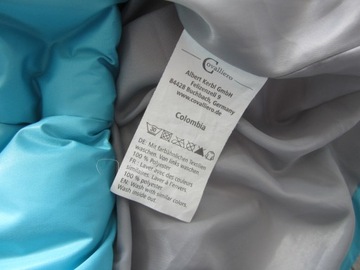 Covalliero
Albert Kerbl GmbH
Felizenzell 9
84428 Buchbach, Germany
www.covalliero.de
Colombia
DE: Mit farbähnlichen Textilien
waschen. Von links waschen.
100 % Polyester.
FR : Laver avec des couleurs
similaires. Laver à l'envers.
100 % polyester.
EN: Wash with similar colors.
Wash inside out.